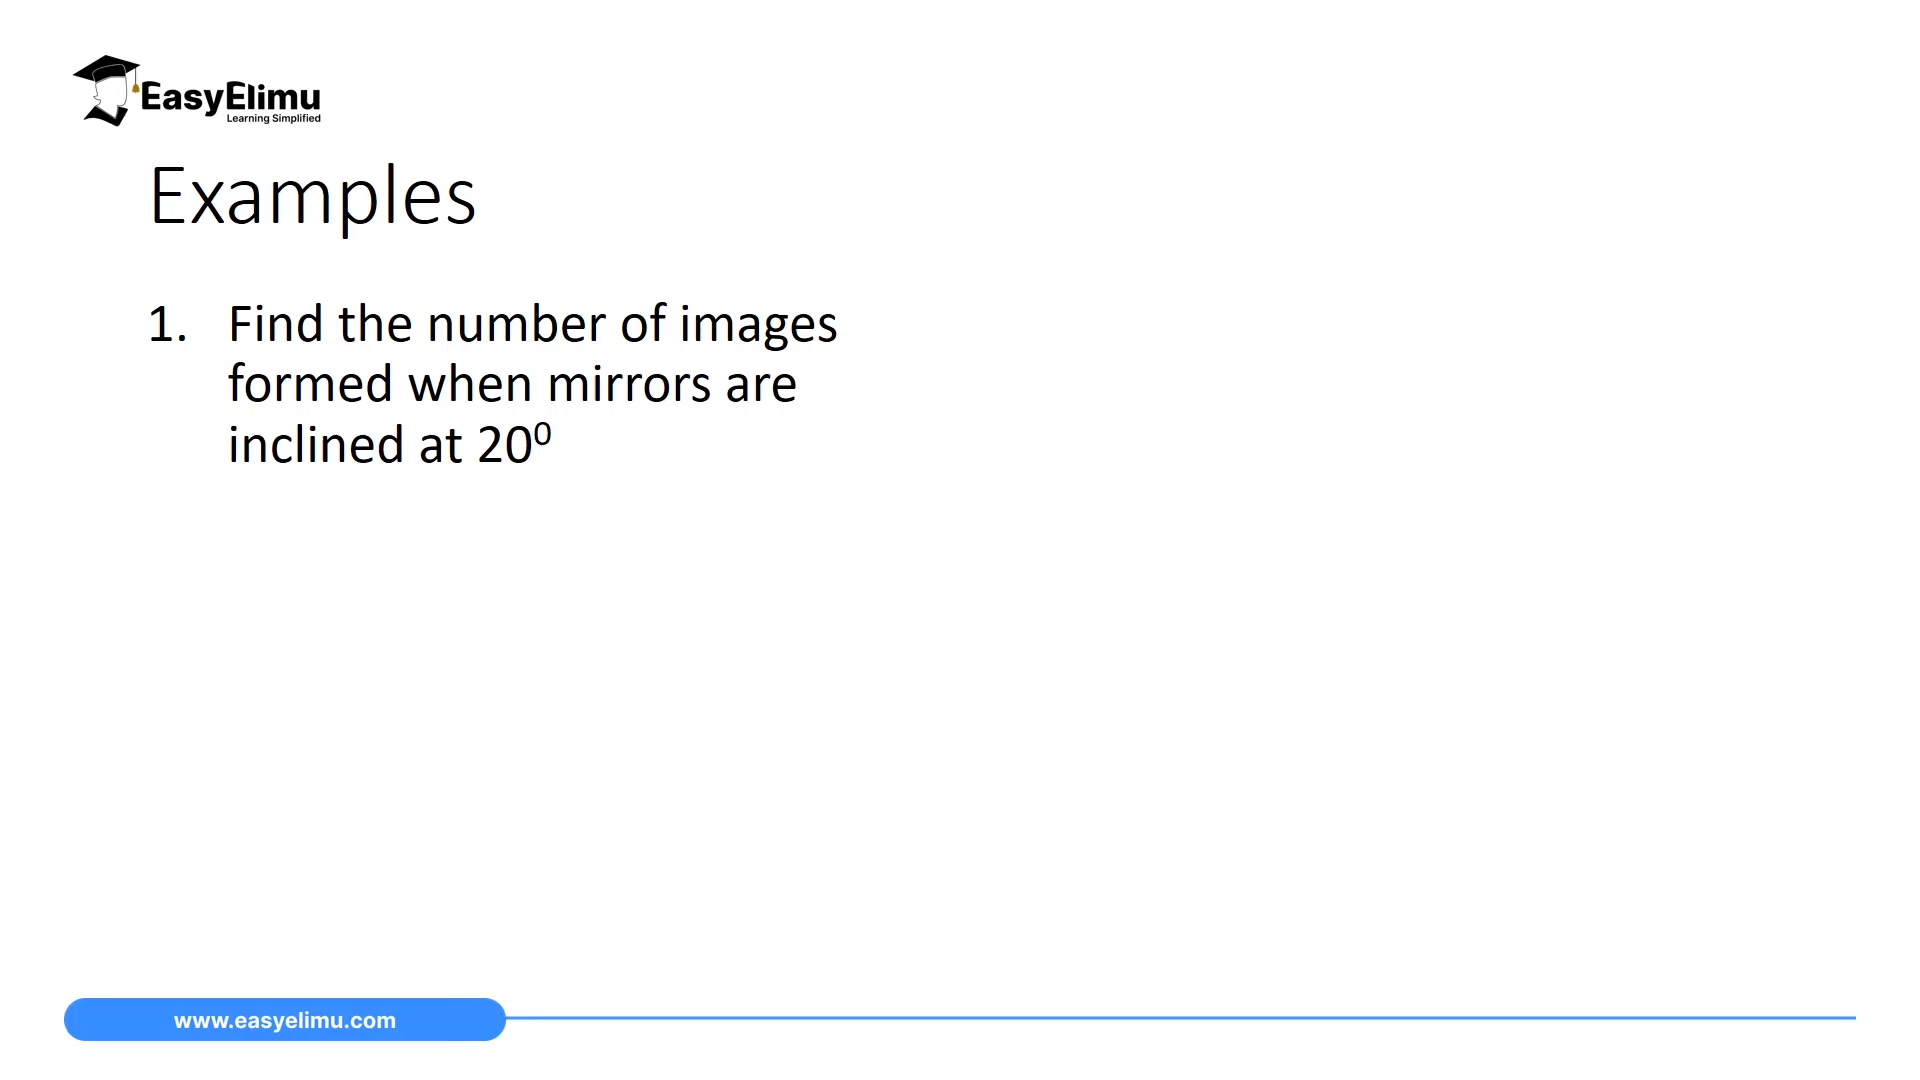 EasyElimu
Learning Simplified
Examples
1. Find the number of images
formed when mirrors are
inclined at 20⁰
www.easyelimu.com